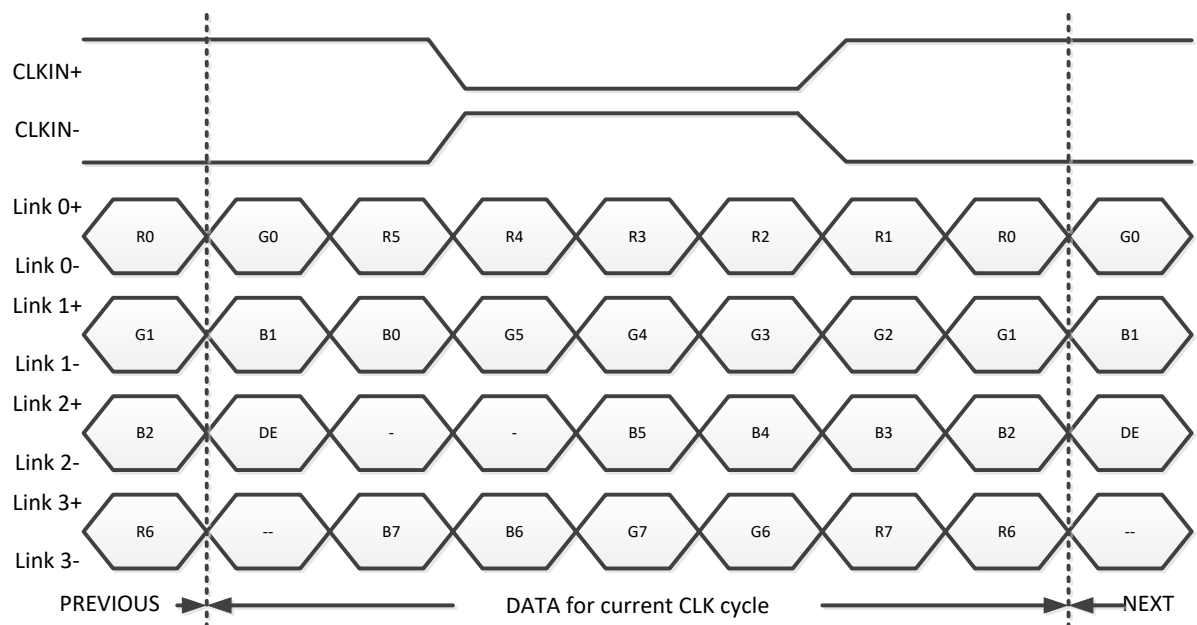 CLKIN+
CLKIN-
Link 0+
R0 G0 R5 R4 R3 R2 R1 R0 G0
Link 0-
Link 1+
G1 B1 B0 G5 G4 G3 G2 G1 B1
Link 1-
Link 2+
B2 DE - - B5 B4 B3 B2 DE
Link 2-
Link 3+
R6 -- B7 B6 G7 G6 R7 R6 --
Link 3-
PREVIOUS DATA for current CLK cycle NEXT